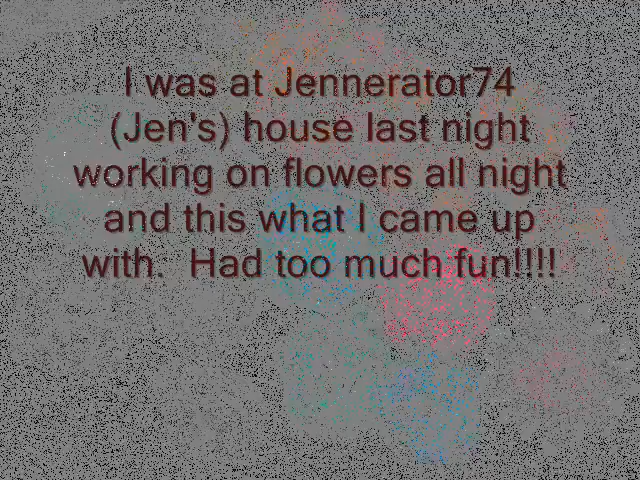 I was at Jennerator74
(Jen's) house last night
working on flowers all night
and this what I came up
with.  Had too much fun!!!!